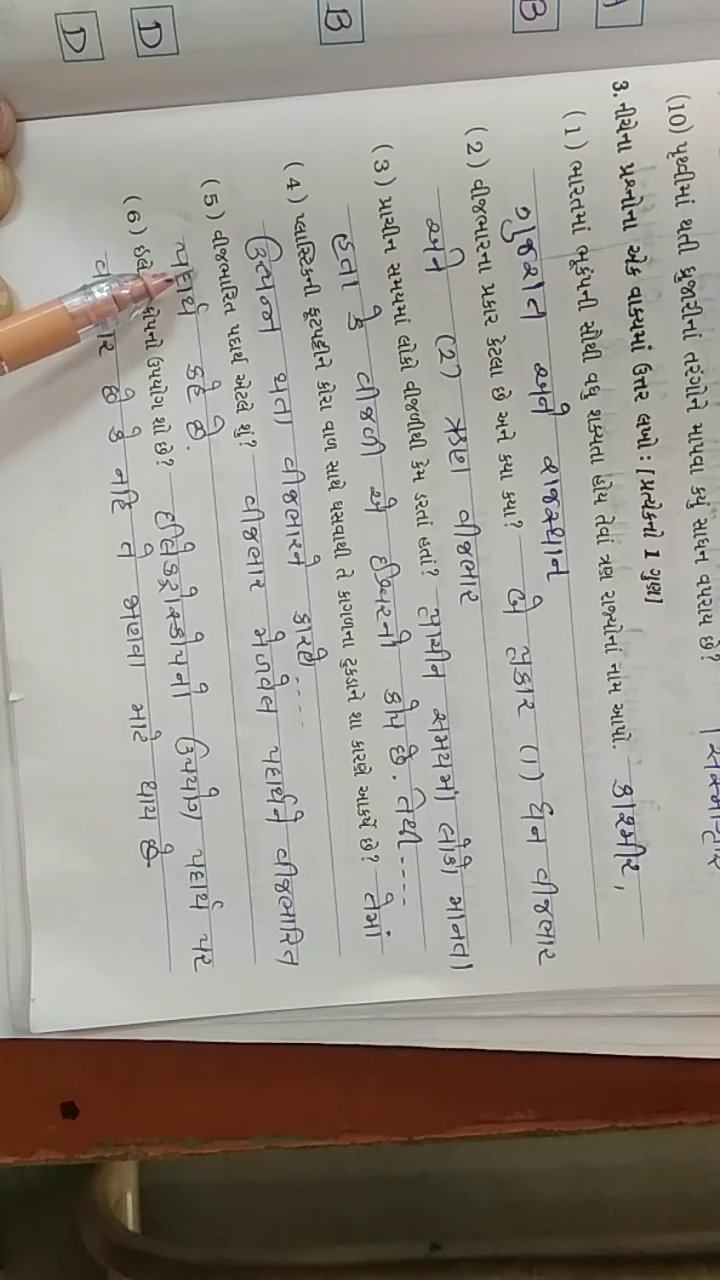 B
B
D
D
(10) પૃથ્વીમાં થતી ધ્રુજારીનાં તરંગોને માપવા કયું સાધન વપરાય છે?
3. નીચેના પ્રશ્નોના એક વાક્યમાં ઉત્તર લખો : [પ્રત્યેકનો 1 ગુણ]
(1) ભારતમાં ભૂકંપની સૌથી વધુ શક્યતા હોય તેવાં ત્રણ રાજ્યોનાં નામ આપો. કાશ્મીર,
ગુજરાત અને રાજસ્થાન
(2) વીજભારના પ્રકાર કેટલા છે અને કયા કયા? બે પ્રકાર (1) ધન વીજભાર
અને (2) ઋણ વીજભાર
(3) પ્રાચીન સમયમાં લોકો વીજળીથી કેમ ડરતાં હતાં? પ્રાચીન સમયમાં લોકો માનતા
હતા કે વીજળી એ ઈશ્વરનો કોપ છે. તેથી----
(4) પ્લાસ્ટિકની ફૂટપટ્ટીને કોરા વાળ સાથે ઘસવાથી તે કાગળના ટુકડાને શા કારણે આકર્ષે છે? તેમાં
ઉત્પન્ન થતા વીજભારને કારણે----
(5) વીજભારિત પદાર્થ એટલે શું? વીજભાર મેળવેલ પદાર્થને વીજભારિત
પદાર્થ કહે છે.
(6) કોપનો ઉપયોગ શો છે? ઈલેક્ટ્રોસ્કોપનો ઉપયોગ પદાર્થ પર
છે કે નહિ તે જાણવા માટે થાય છે.